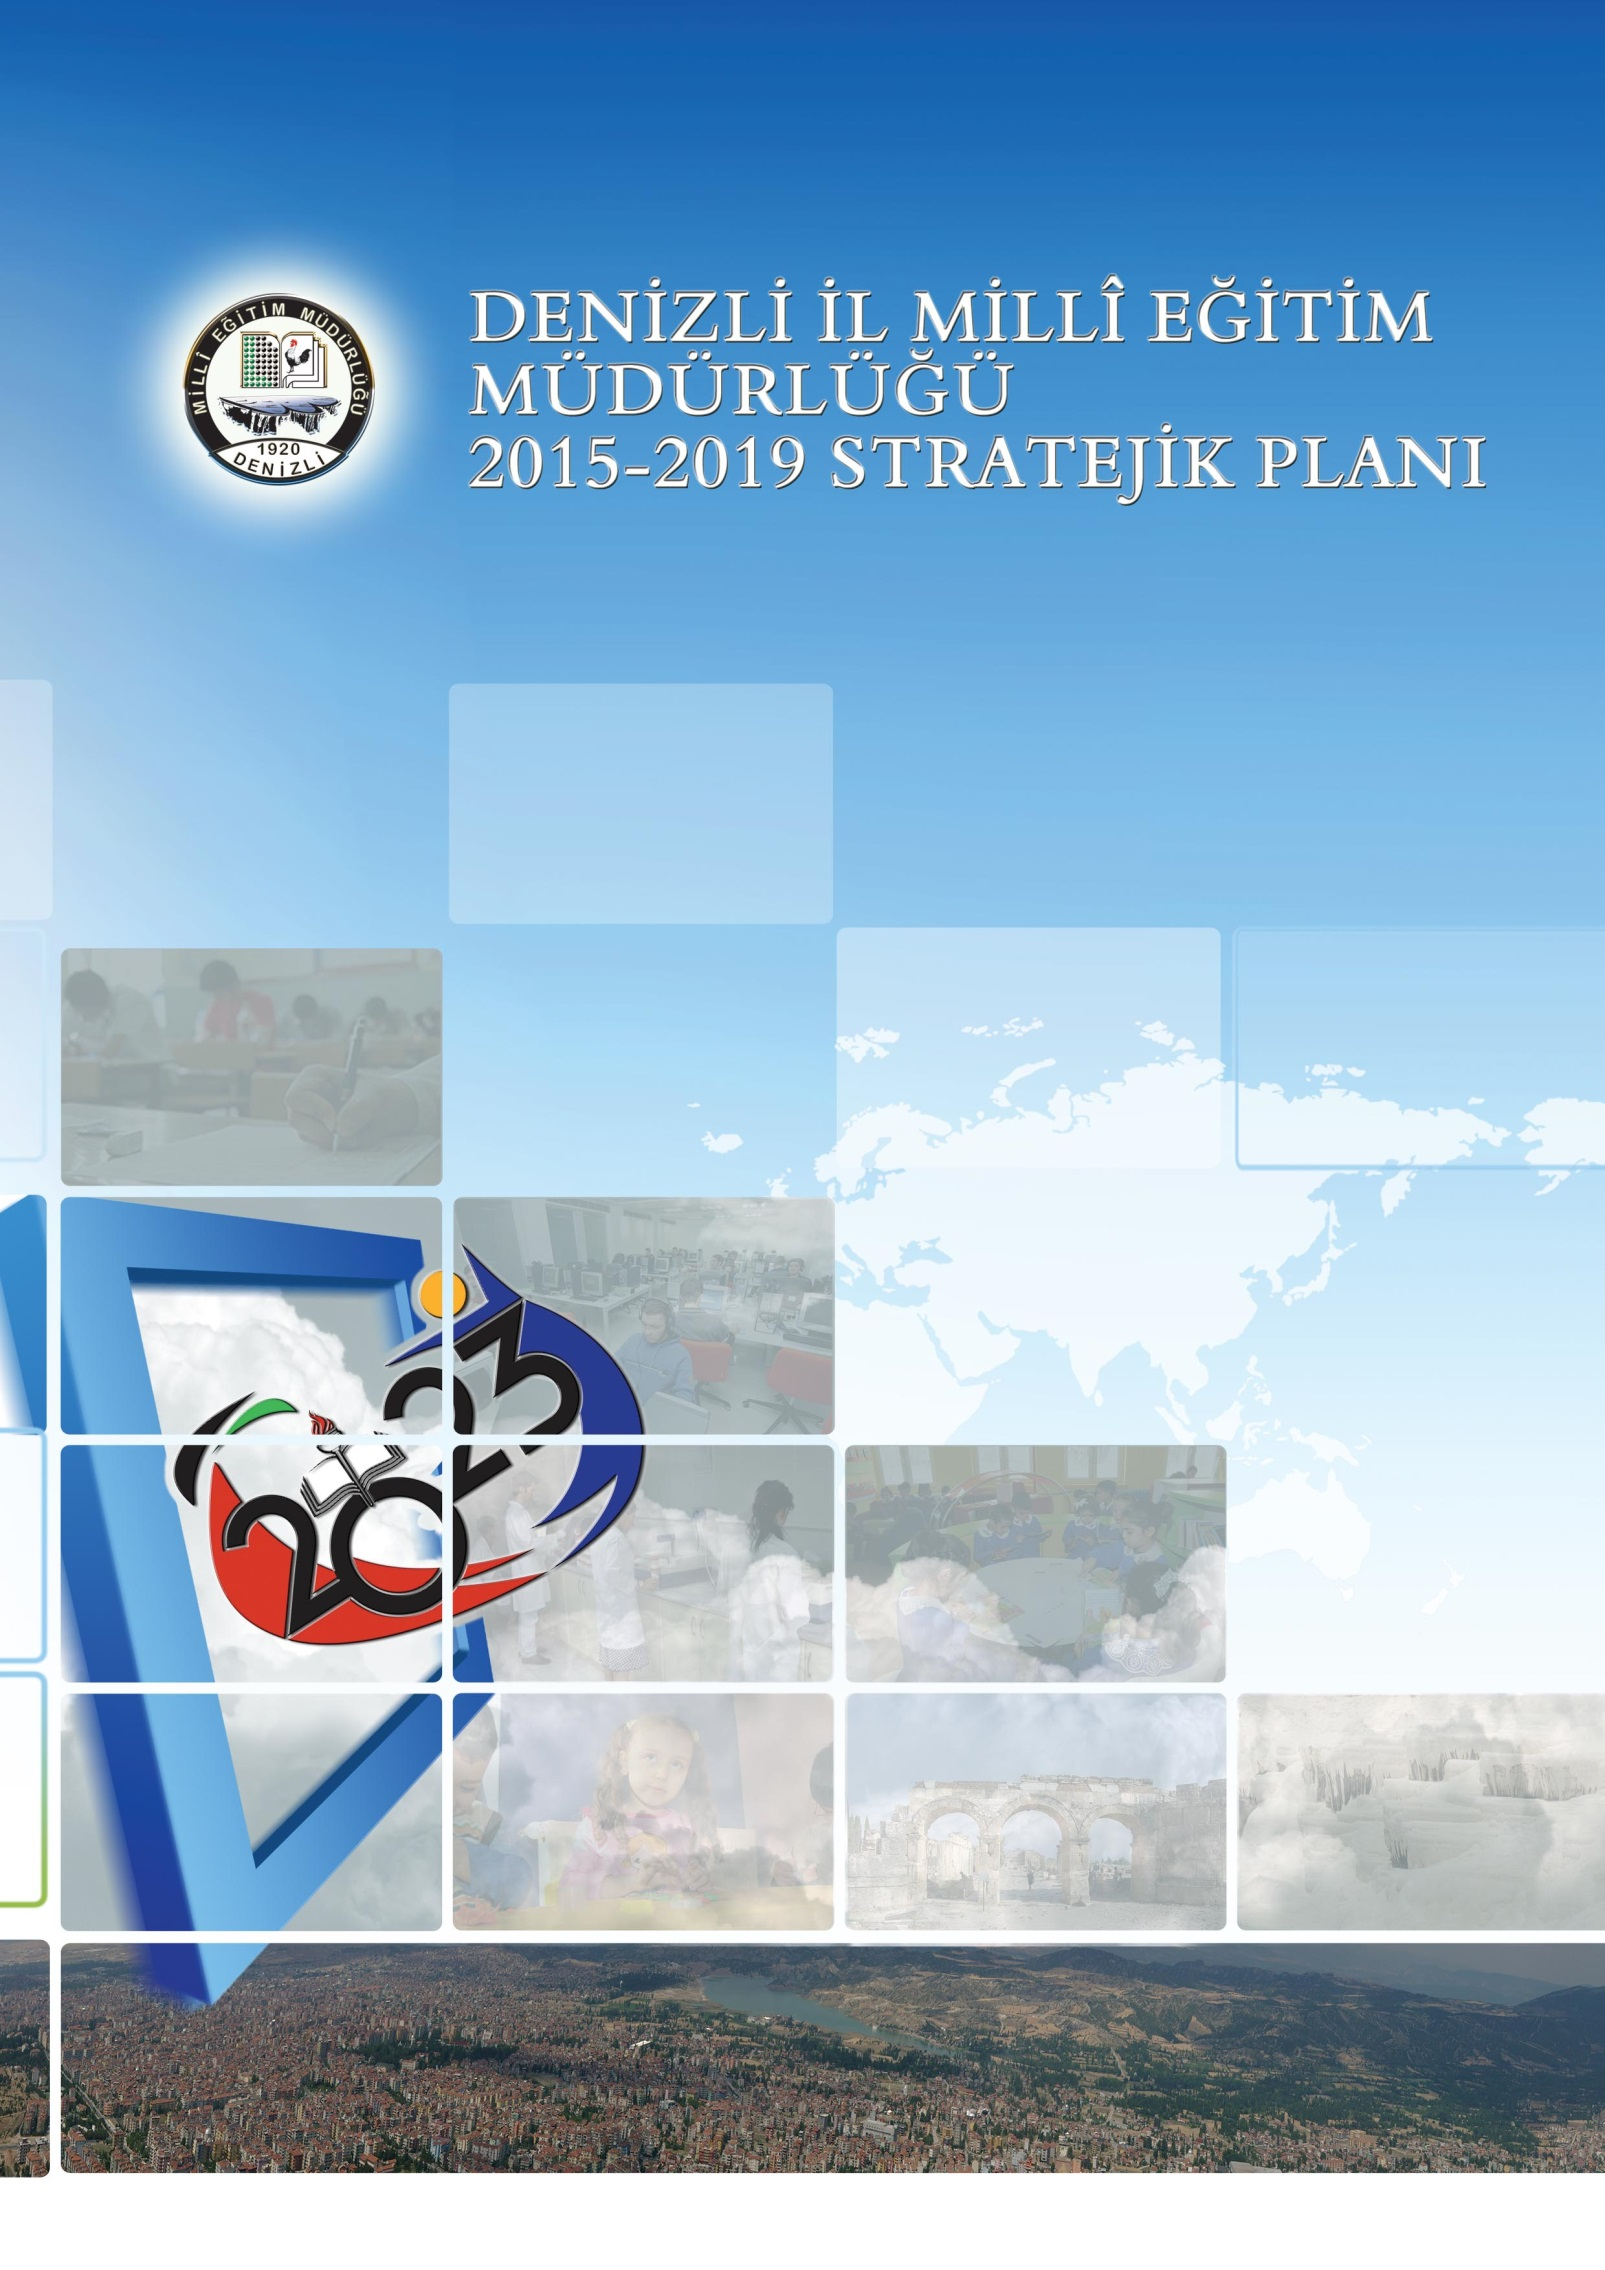 MİLLİ EĞİTİM MÜDÜRLÜĞÜ
1920
DENİZLİ
DENİZLİ İL MİLLÎ EĞİTİM
MÜDÜRLÜĞÜ
2015-2019 STRATEJİK PLANI
2023